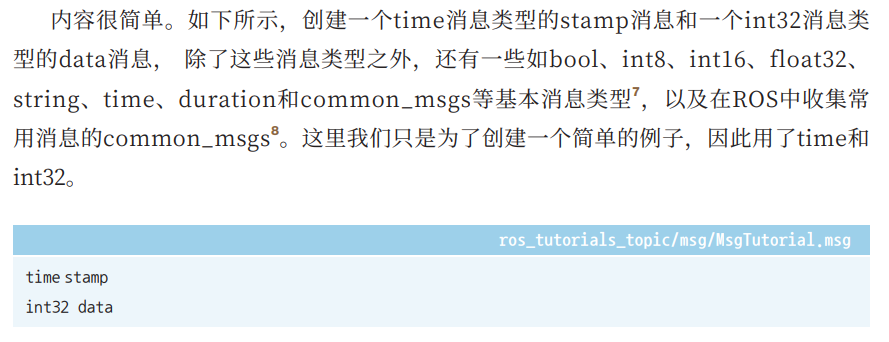 内容很简单。如下所示，创建一个time消息类型的stamp消息和一个int32消息类
型的data消息， 除了这些消息类型之外，还有一些如bool、int8、int16、float32、
string、time、duration和common_msgs等基本消息类型7，以及在ROS中收集常
用消息的common_msgs8。这里我们只是为了创建一个简单的例子，因此用了time和
int32。
ros_tutorials_topic/msg/MsgTutorial.msg
time stamp
int32 data